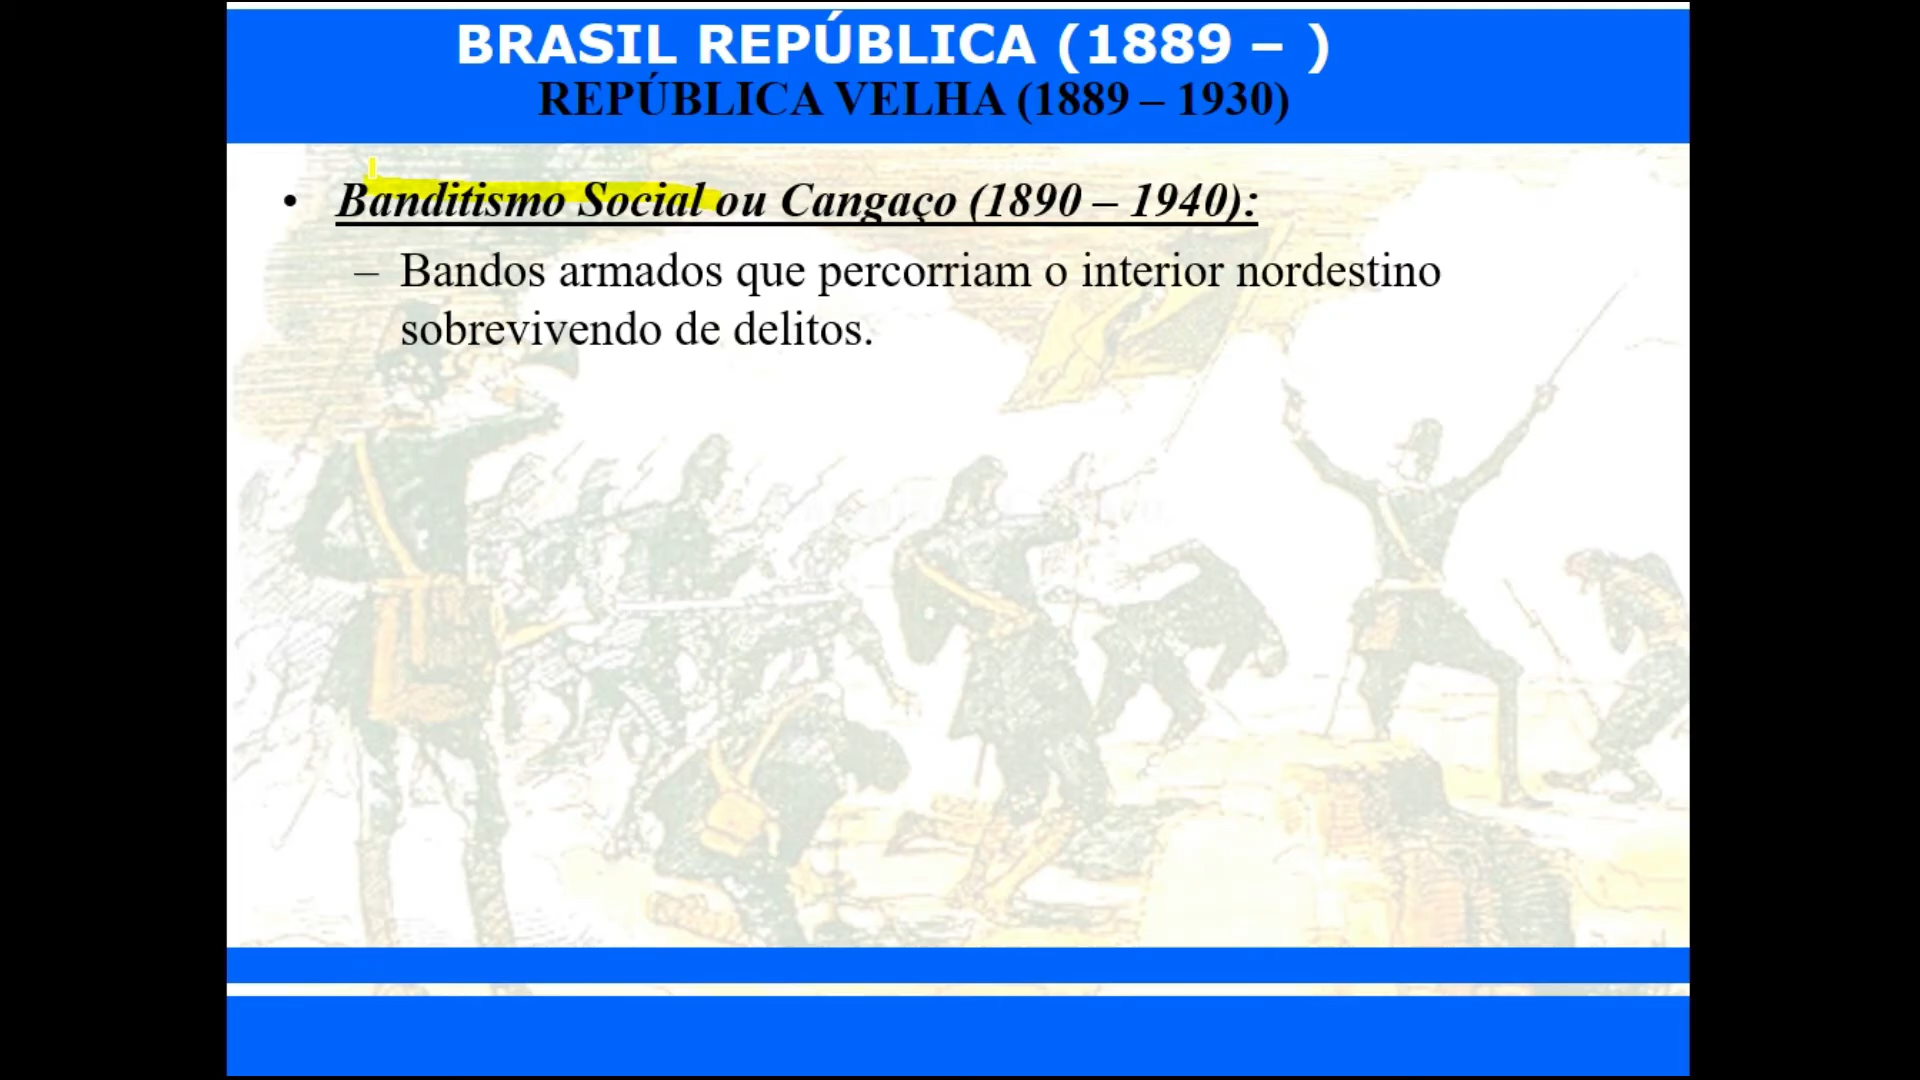 BRASIL REPÚBLICA (1889 – )
REPÚBLICA VELHA (1889 – 1930)
• Banditismo Social ou Cangaço (1890 – 1940):
– Bandos armados que percorriam o interior nordestino
sobrevivendo de delitos.